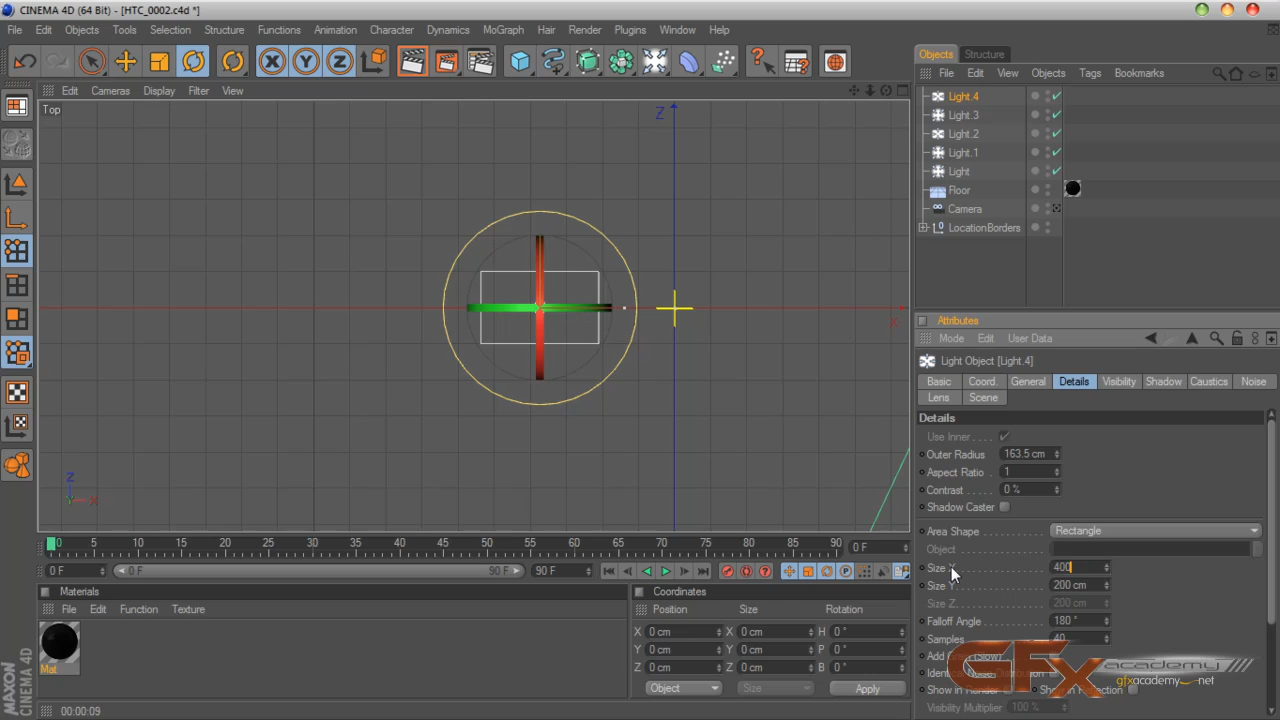 CINEMA 4D (64 Bit) - [HTC_0002.c4d *]
File Edit Objects Tools Selection Structure Functions Animation Character Dynamics MoGraph Hair Render Plugins Window Help
Objects Structure
Edit Cameras Display Filter View
File Edit View Objects Tags Bookmarks
Top
Z
X
Z
Y X
Light.4
Light.3
Light.2
Light.1
Light
Floor
Camera
LocationBorders
Attributes
Mode Edit User Data
Light Object [Light.4]
Basic Coord. General Details Visibility Shadow Caustics Noise
Lens Scene
Details
Use Inner
Outer Radius 163.5 cm
Aspect Ratio 1
Contrast 0 %
Shadow Caster
Area Shape Rectangle
Object
Size X 400
Size Y 200 cm
Size Z 200 cm
Falloff Angle 180 °
Samples 40
Show in Render
Visibility Multiplier 100 %
0 5 10 15 20 25 30 35 40 45 50 55 60 65 70 75 80 85 90 0 F
0 F 0 F 90 F 90 F
Materials
File Edit Function Texture
Mat
Coordinates
Position Size Rotation
X 0 cm X 0 cm H 0 °
Y 0 cm Y 0 cm P 0 °
Z 0 cm Z 0 cm B 0 °
Object Size Apply
00:00:09
MAXON
CINEMA 4D
GFX academy
gfxacademy.net